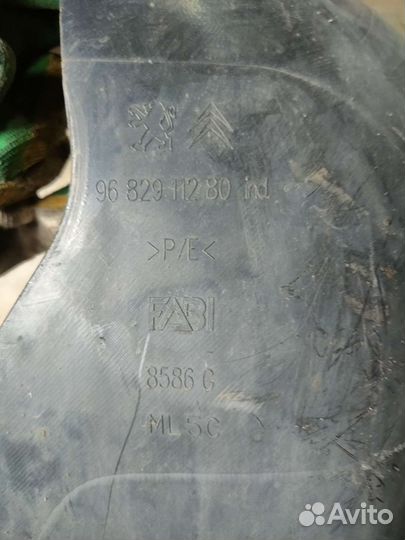 96 829 112 80 ind
>P/E<
FABI
8586 C
ML5C
Avito